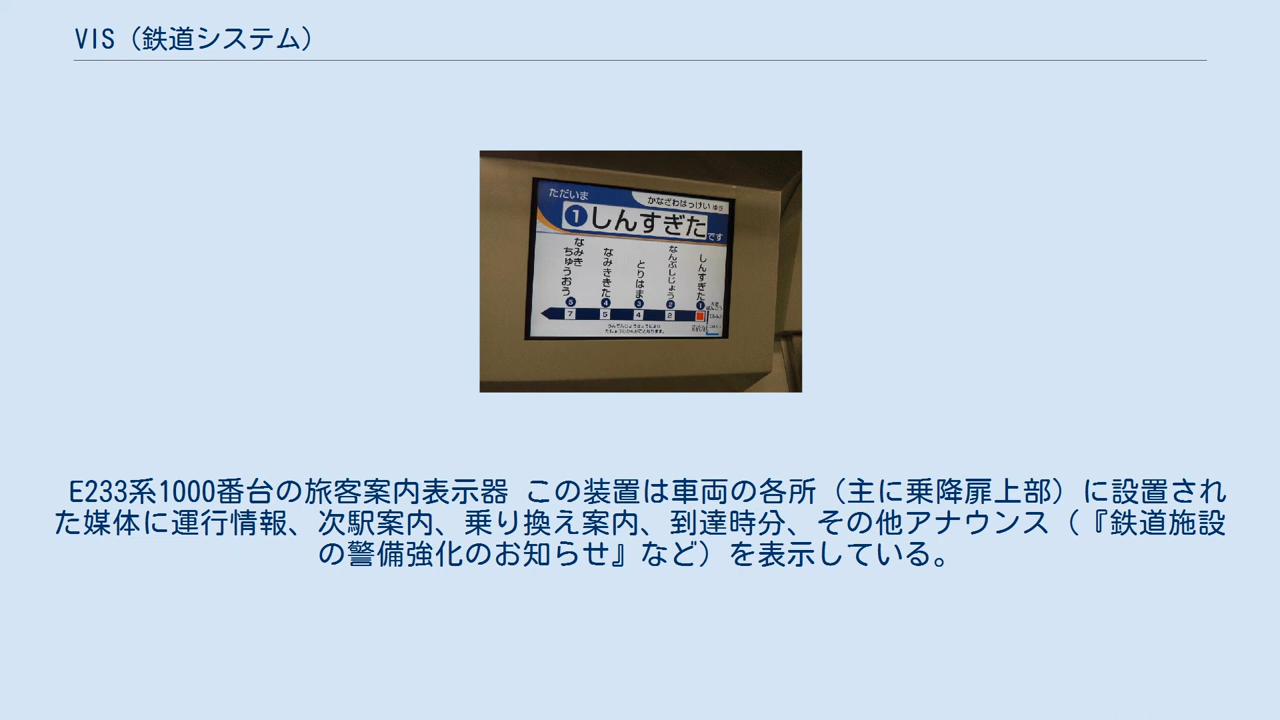 VIS（鉄道システム）
ただいま
かなざわはっけい ゆき
1 しんすぎた です
なみきちゅうおう
なみききた
とりはま
なんぶしじょう
しんすぎた
5 4 3 2 1
7 5 4 2
E233系1000番台の旅客案内表示器 この装置は車両の各所（主に乗降扉上部）に設置され
た媒体に運行情報、次駅案内、乗り換え案内、到達時分、その他アナウンス（『鉄道施設
の警備強化のお知らせ』など）を表示している。